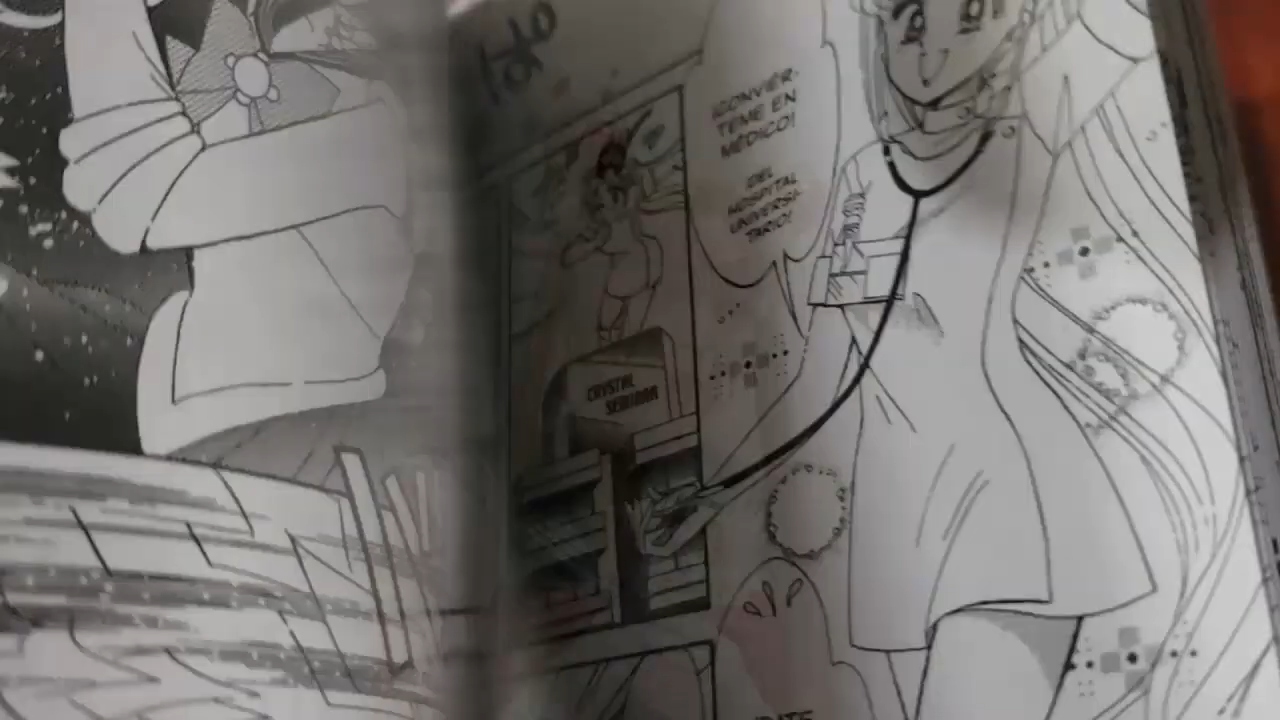 ¡CONVIÉR-
TEME EN
MÉDICO!
¡DEL
HOSPITAL
UNIVERSI-
TARIO!
CRYSTAL
SEMINAR